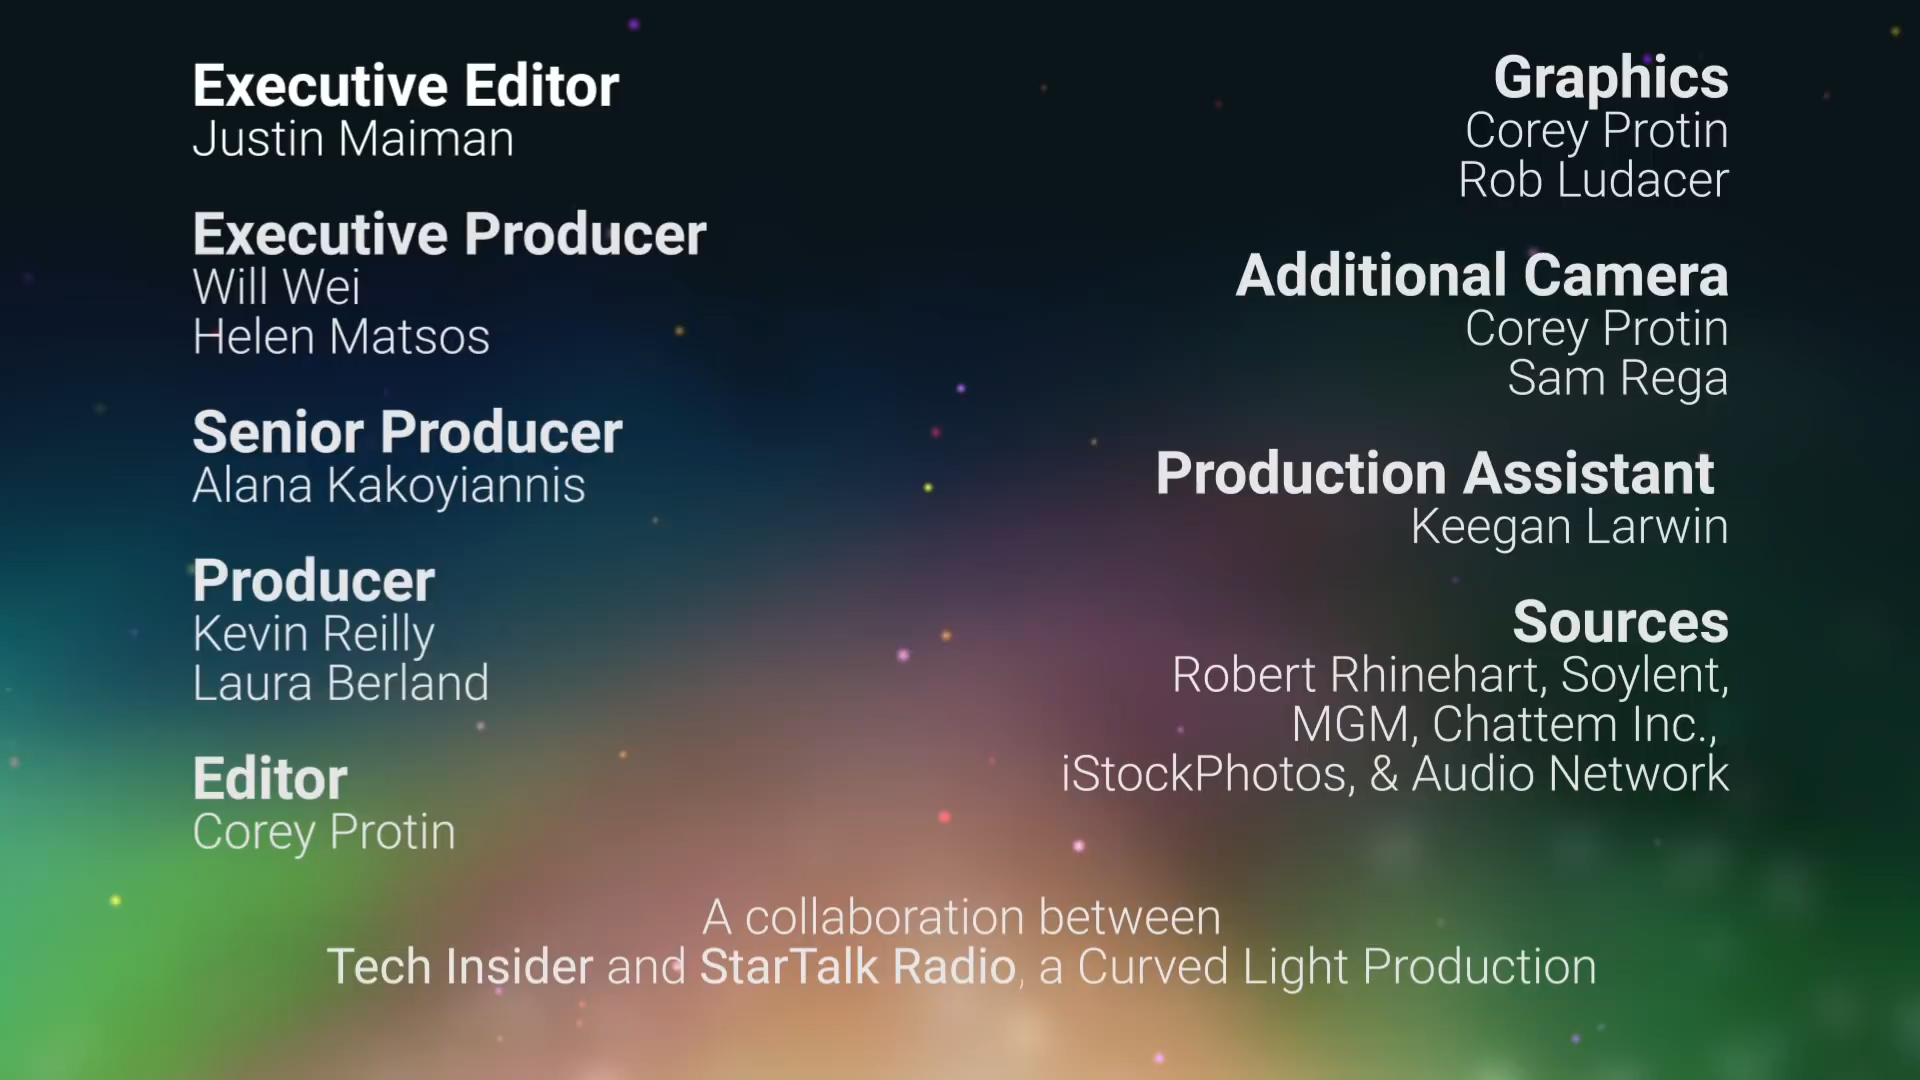 Executive Editor
Justin Maiman
Executive Producer
Will Wei
Helen Matsos
Senior Producer
Alana Kakoyiannis
Producer
Kevin Reilly
Laura Berland
Editor
Corey Protin
Graphics
Corey Protin
Rob Ludacer
Additional Camera
Corey Protin
Sam Rega
Production Assistant
Keegan Larwin
Sources
Robert Rhinehart, Soylent,
MGM, Chattem Inc.,
iStockPhotos, & Audio Network
A collaboration between
Tech Insider and StarTalk Radio, a Curved Light Production